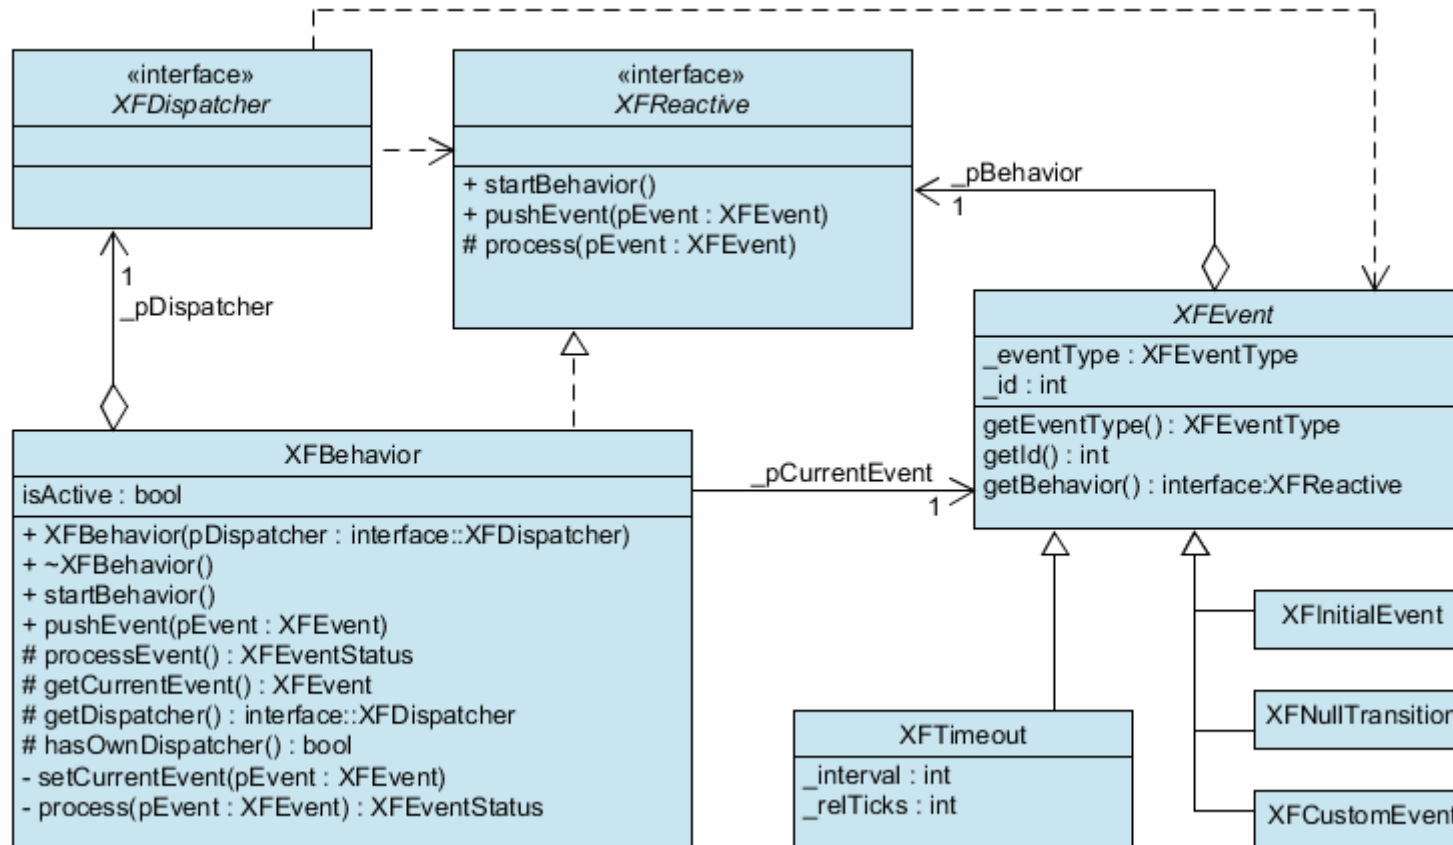 «interface»
XFDispatcher
«interface»
XFReactive
+ startBehavior()
+ pushEvent(pEvent : XFEvent)
# process(pEvent : XFEvent)
_pBehavior
1
1
_pDispatcher
XFEvent
_eventType : XFEventType
_id : int
getEventType() : XFEventType
getId() : int
getBehavior() : interface:XFReactive
XFBehavior
isActive : bool
+ XFBehavior(pDispatcher : interface::XFDispatcher)
+ ~XFBehavior()
+ startBehavior()
+ pushEvent(pEvent : XFEvent)
# processEvent() : XFEventStatus
# getCurrentEvent() : XFEvent
# getDispatcher() : interface::XFDispatcher
# hasOwnDispatcher() : bool
- setCurrentEvent(pEvent : XFEvent)
- process(pEvent : XFEvent) : XFEventStatus
_pCurrentEvent
1
XFTimeout
_interval : int
_relTicks : int
XFInitialEvent
XFNullTransition
XFCustomEvent